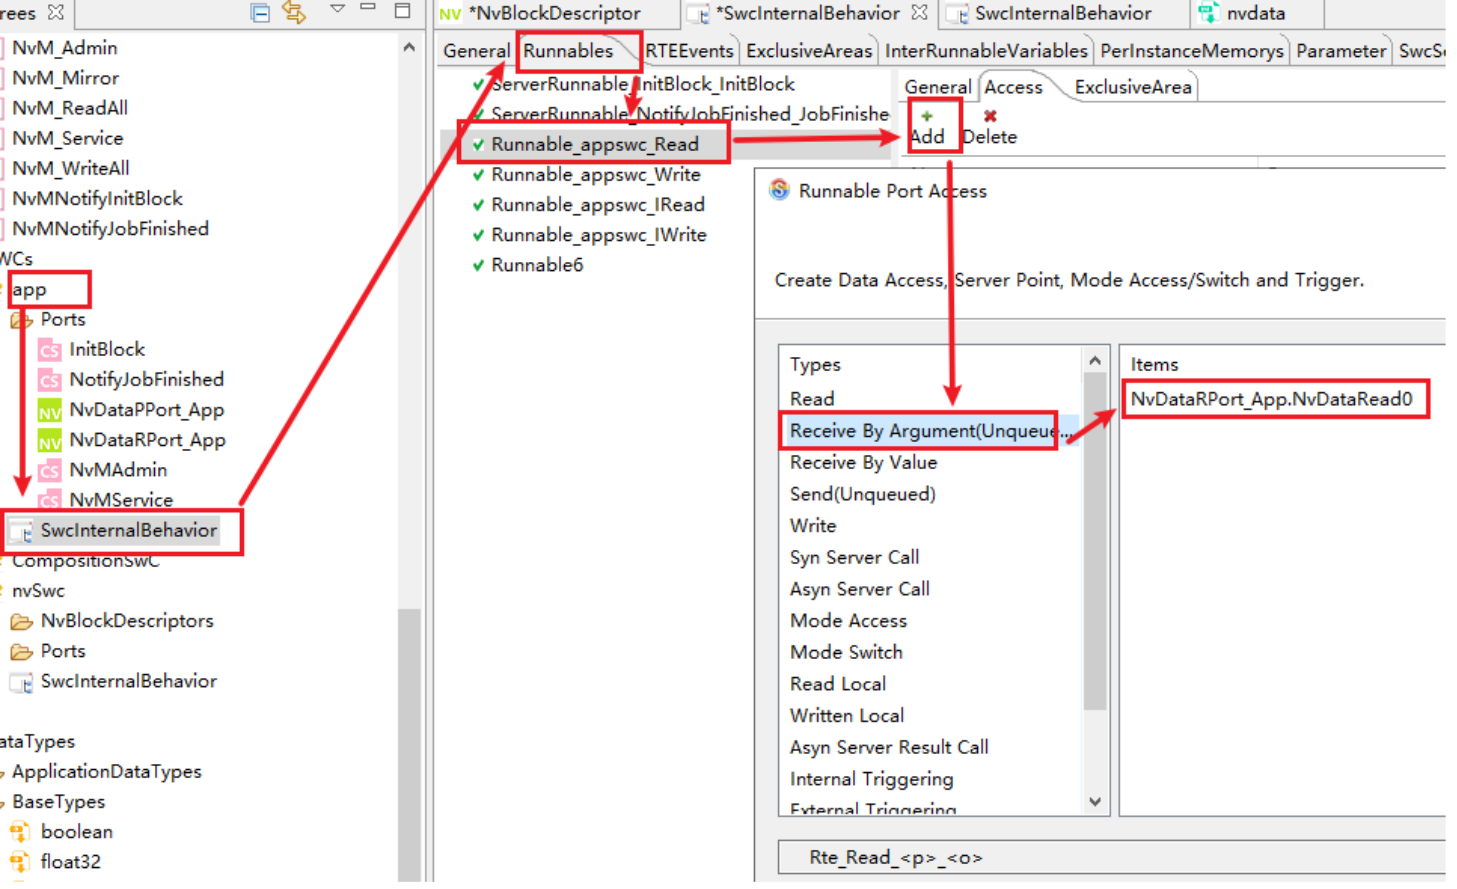 rees
NvM_Admin
NvM_Mirror
NvM_ReadAll
NvM_Service
NvM_WriteAll
NvMNotifyInitBlock
NvMNotifyJobFinished
WCs
app
Ports
CS InitBlock
CS NotifyJobFinished
NV NvDataPPort_App
NV NvDataRPort_App
CS NvMAdmin
CS NvMService
SwcInternalBehavior
CompositionSwC
nvSwc
NvBlockDescriptors
Ports
SwcInternalBehavior
ataTypes
ApplicationDataTypes
BaseTypes
boolean
float32
NV *NvBlockDescriptor
*SwcInternalBehavior
SwcInternalBehavior
nvdata
General Runnables RTEEvents ExclusiveAreas InterRunnableVariables PerInstanceMemorys Parameter SwcSe
ServerRunnable_InitBlock_InitBlock
ServerRunnable_NotifyJobFinished_JobFinishe
Runnable_appswc_Read
Runnable_appswc_Write
Runnable_appswc_IRead
Runnable_appswc_IWrite
Runnable6
General Access ExclusiveArea
Add Delete
Runnable Port Access
Create Data Access, Server Point, Mode Access/Switch and Trigger.
Types
Read
Receive By Argument(Unqueue...
Receive By Value
Send(Unqueued)
Write
Syn Server Call
Asyn Server Call
Mode Access
Mode Switch
Read Local
Written Local
Asyn Server Result Call
Internal Triggering
External Triggering
Items
NvDataRPort_App.NvDataRead0
Rte_Read_<p>_<o>